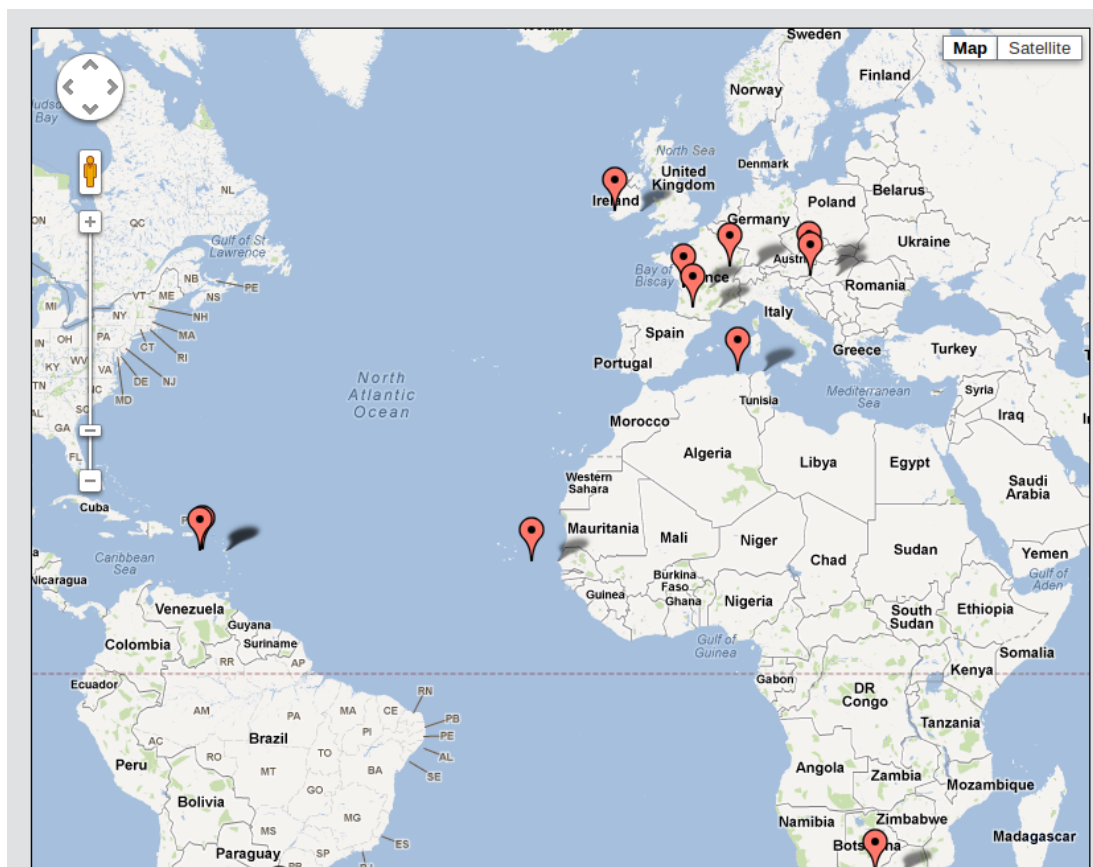 Sweden
Map
Satellite
Finland
Norway
Hudson
Bay
North Sea
Denmark
United
Kingdom
NL
Ireland
Belarus
Poland
ON
QC
Germany
Gulf of St
Lawrence
Ukraine
Bay of
Biscay
NB
PE
Romania
MI
VT
ME
NS
NY
NH
Italy
Spain
PA
MA
IN
OH
CT
RI
Greece
Turkey
Portugal
KY
WV
VA
DE
NJ
North
Atlantic
Ocean
TN
NC
MD
Mediterranean
Sea
Syria
Tunisia
AL
SC
Iraq
GA
Morocco
FL
Algeria
Libya
Egypt
Western
Sahara
Saudi
Arabia
Cuba
Mauritania
Mali
Niger
Chad
Sudan
Yemen
Caribbean
Sea
Gulf of
Aden
Nicaragua
Burkina
Faso
Guinea
Ghana
Nigeria
Ethiopia
Venezuela
South
Sudan
Guyana
Suriname
Colombia
Gulf of
Guinea
Somalia
RR
AP
Kenya
Ecuador
Gabon
DR
Congo
RN
AM
PA
MA
CE
PB
Tanzania
PI
PE
Brazil
AC
TO
AL
RO
Peru
MT
BA
SE
Angola
Zambia
Mozambique
Bolivia
GO
MG
Namibia
Zimbabwe
MS
Madagascar
ES
Paraguay
SP